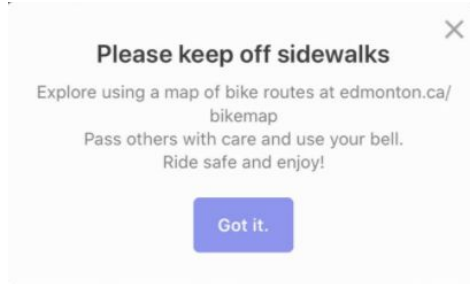 Please keep off sidewalks
Explore using a map of bike routes at edmonton.ca/
bikemap
Pass others with care and use your bell.
Ride safe and enjoy!
Got it.